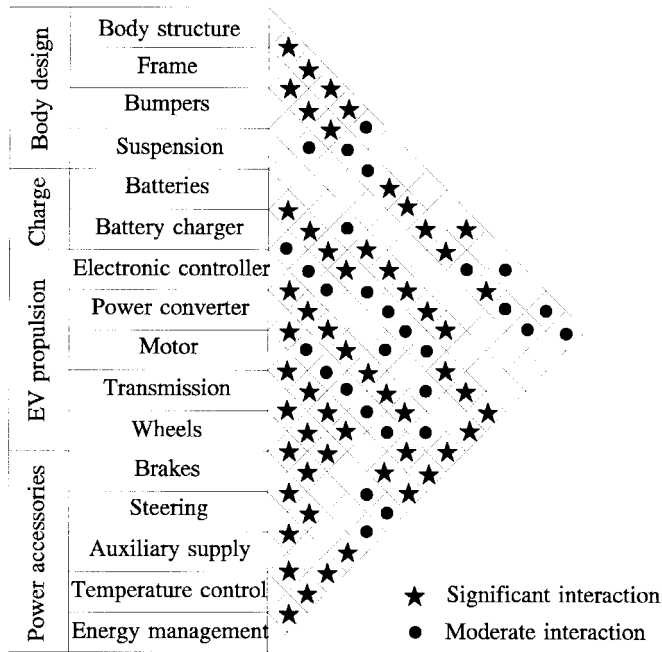 Body design
Body structure
Frame
Bumpers
Suspension
Charge
Batteries
Battery charger
EV propulsion
Electronic controller
Power converter
Motor
Transmission
Wheels
Power accessories
Brakes
Steering
Auxiliary supply
Temperature control
Energy management
Significant interaction
Moderate interaction